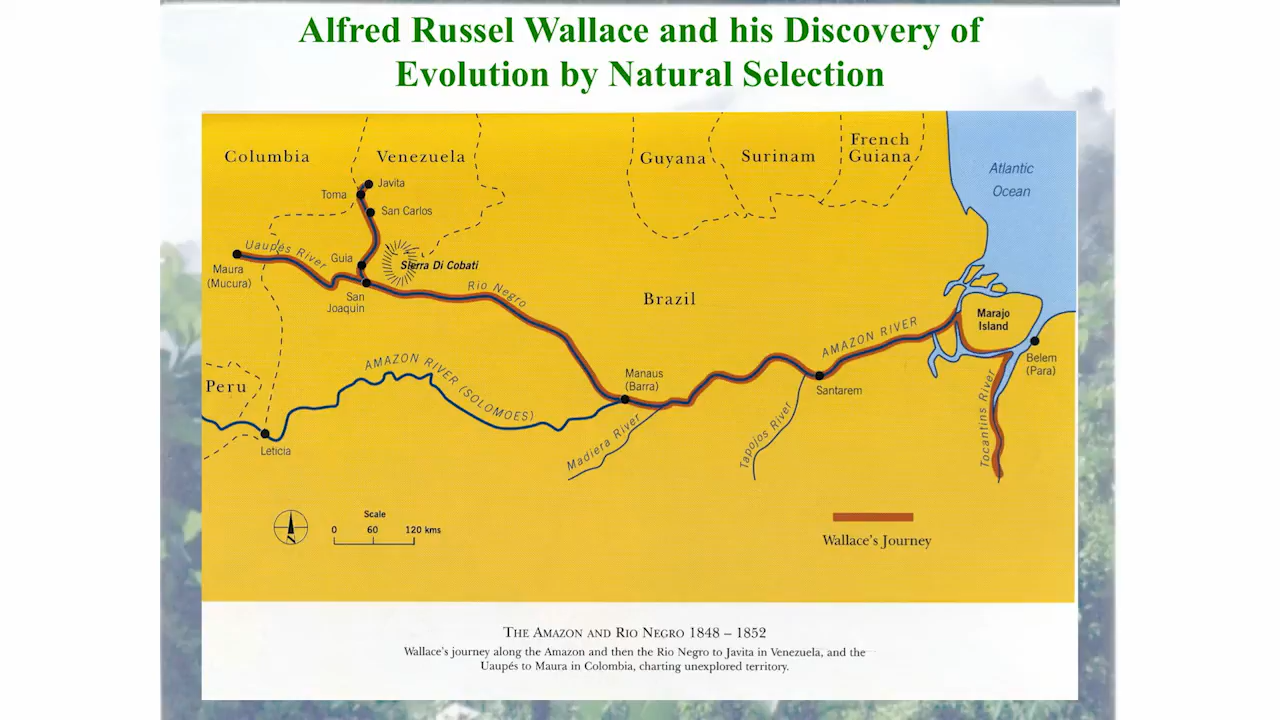 Alfred Russel Wallace and his Discovery of
Evolution by Natural Selection
Columbia
Venezuela
Guyana
Surinam
French
Guiana
Atlantic
Ocean
Javita
Toma
San Carlos
Uaupés River
Guia
Sierra Di Cobati
Maura
(Mucura)
San
Joaquin
Rio Negro
Brazil
Marajo
Island
AMAZON RIVER
Belem
(Para)
AMAZON RIVER (SOLOMOES)
Peru
Manaus
(Barra)
Santarem
Madiera River
Tapojos River
Tocantins River
Leticia
N
Scale
0 60 120 kms
Wallace's Journey
The Amazon and Rio Negro 1848 – 1852
Wallace's journey along the Amazon and then the Rio Negro to Javita in Venezuela, and the
Uaupés to Maura in Colombia, charting unexplored territory.